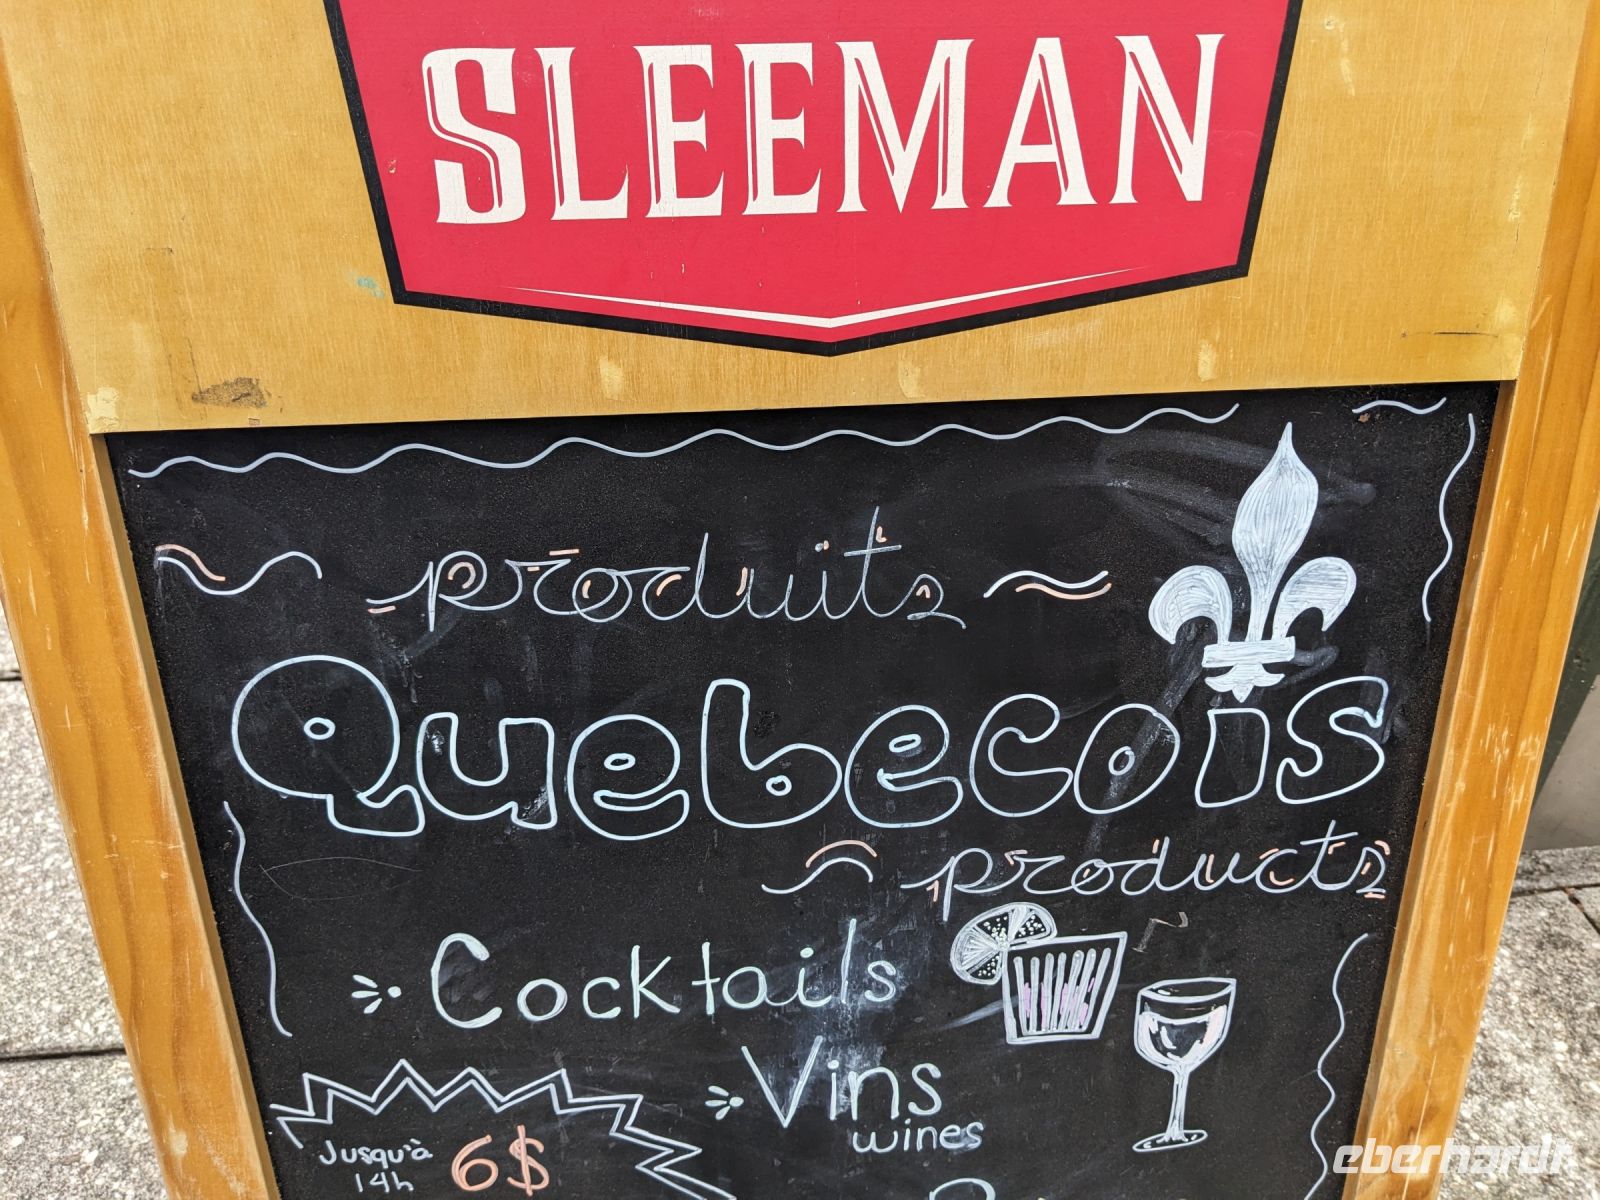 SLEEMAN
produits
Quebecois
products
Cocktails
Vins
wines
Jusqu'à
14h
6$
eberhardt